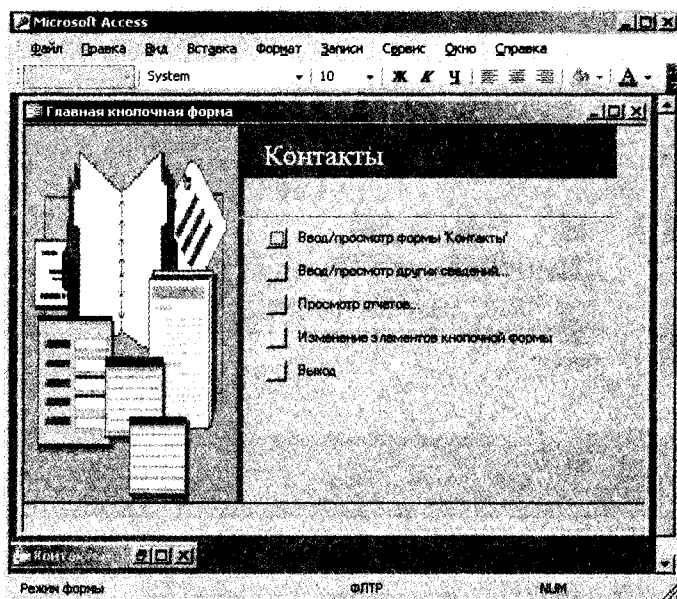 Microsoft Access
Файл Правка Вид Вставка Формат Записи Сервис Окно Справка
System 10 Ж К Ч А
Главная кнопочная форма
Контакты
Ввод/просмотр формы 'Контакты'
Ввод/просмотр других сведений...
Просмотр отчетов...
Изменение элементов кнопочной формы
Выход
Режим формы ФЛТР NUM